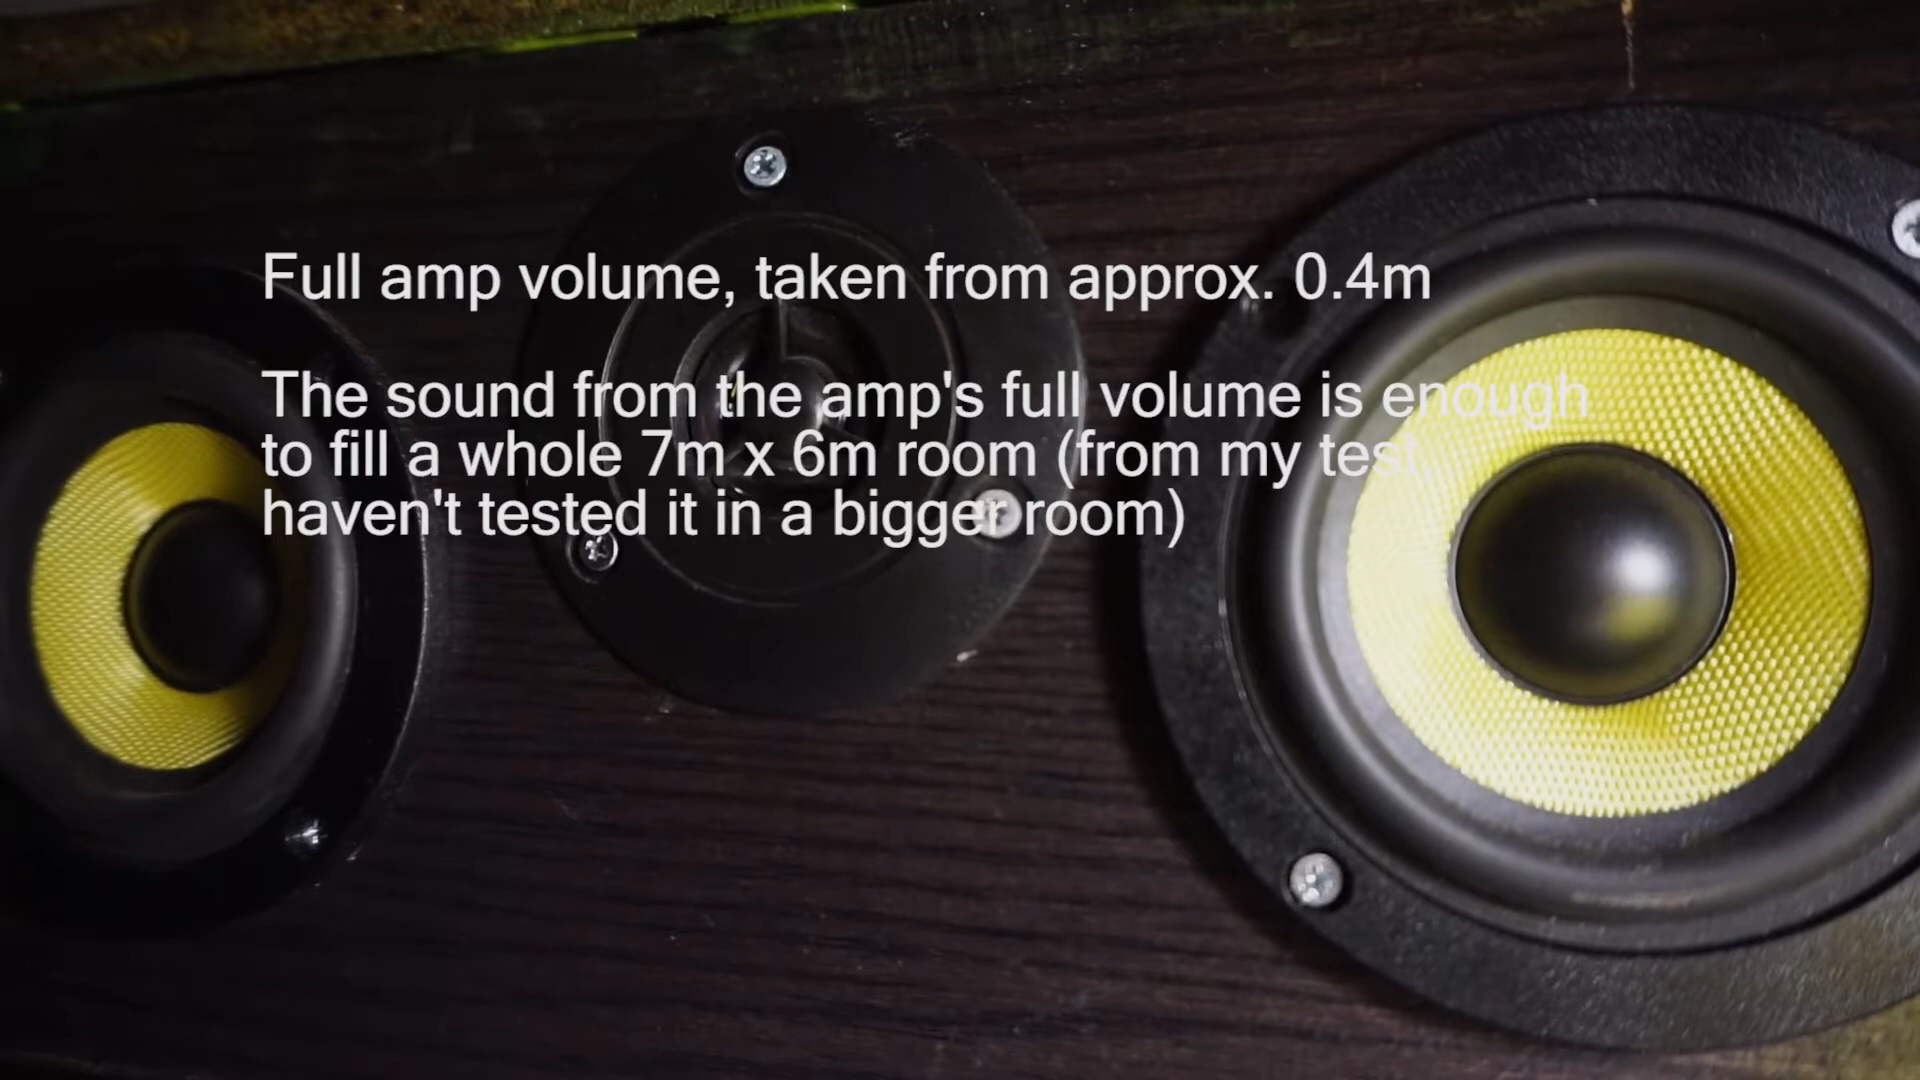 Full amp volume, taken from approx. 0.4m
The sound from the amp's full volume is enough
to fill a whole 7m x 6m room (from my test,
haven't tested it in a bigger room)